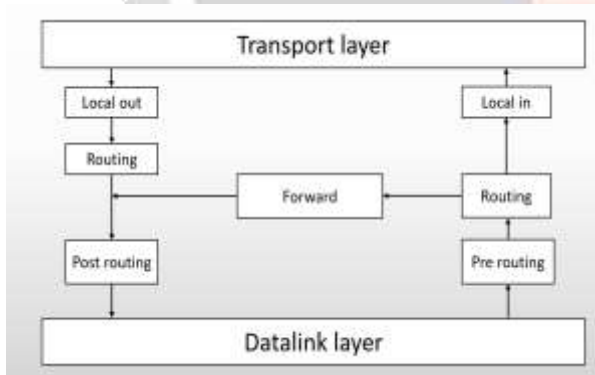 Transport layer
Local out
Local in
Routing
Forward
Routing
Post routing
Pre routing
Datalink layer